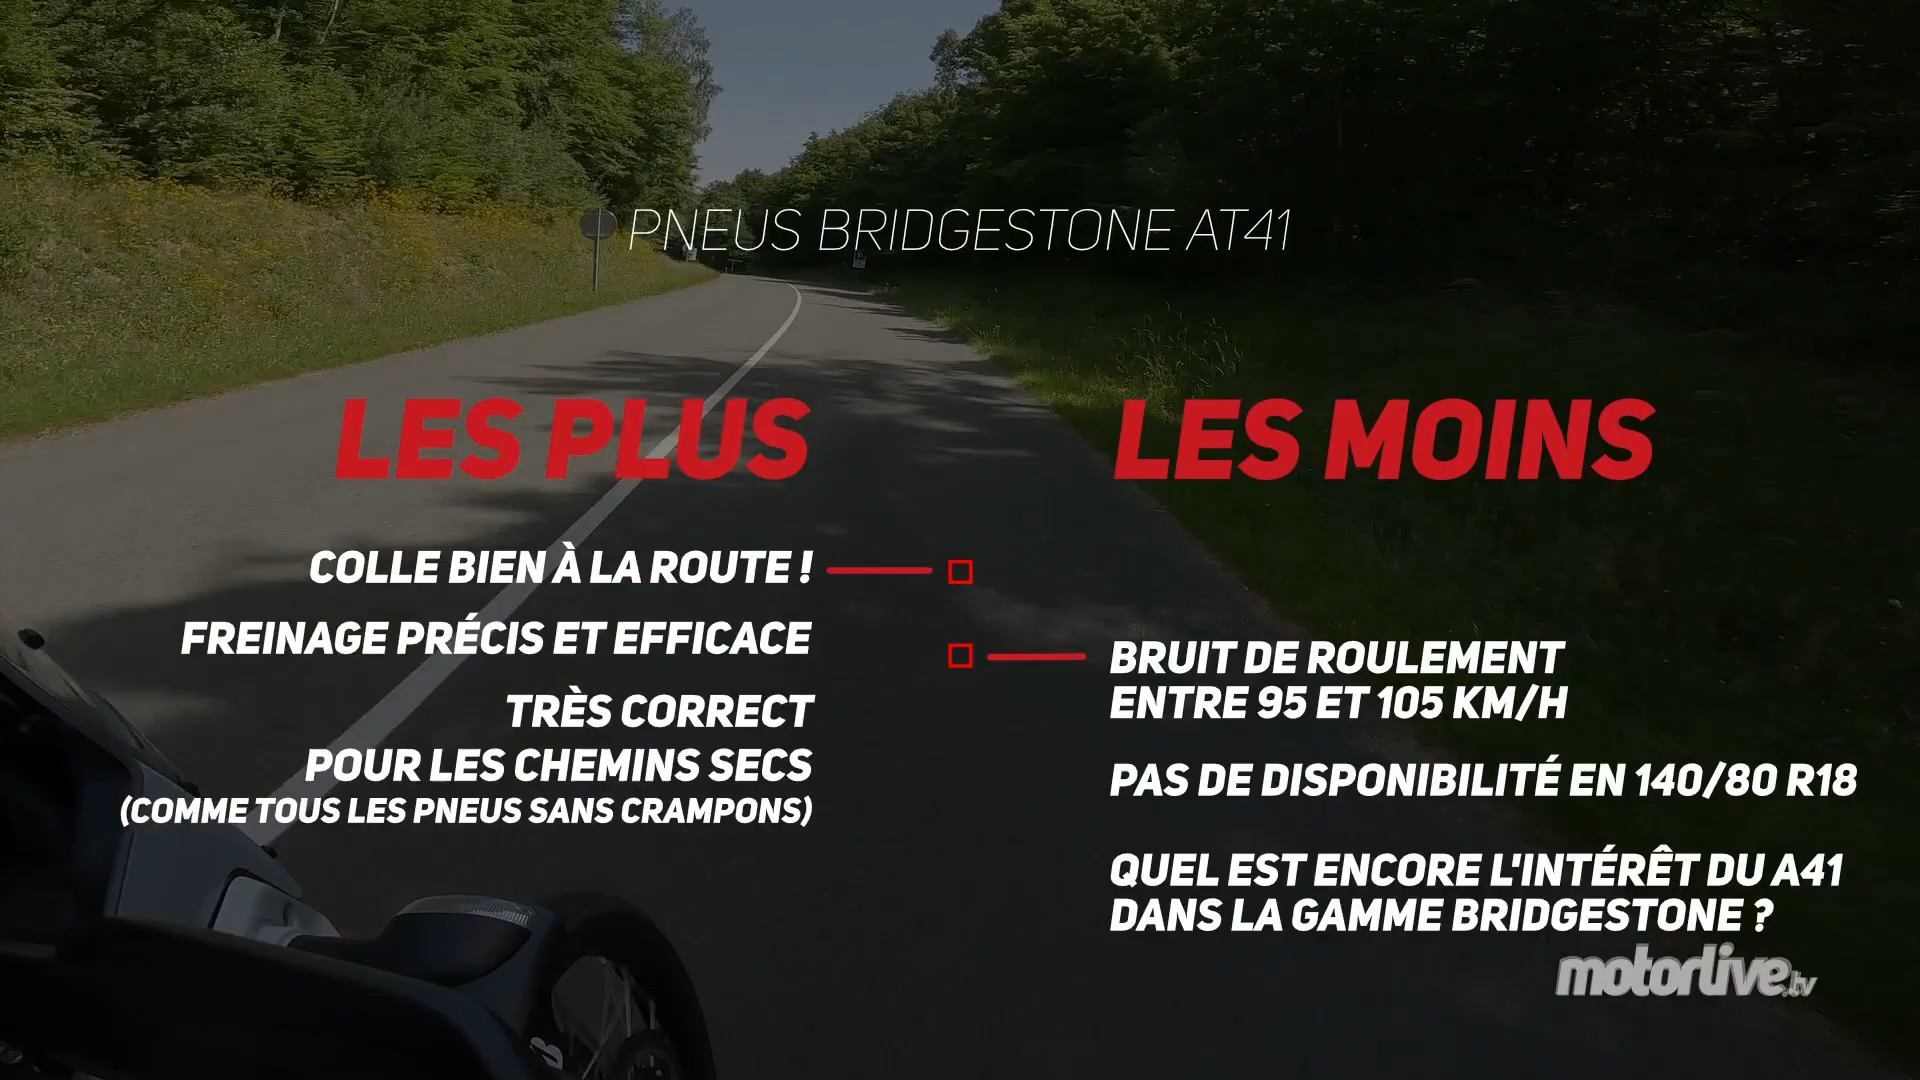 PNEUS BRIDGESTONE AT41
LES PLUS
COLLE BIEN À LA ROUTE !
FREINAGE PRÉCIS ET EFFICACE
TRÈS CORRECT
POUR LES CHEMINS SECS
(COMME TOUS LES PNEUS SANS CRAMPONS)
LES MOINS
BRUIT DE ROULEMENT
ENTRE 95 ET 105 KM/H
PAS DE DISPONIBILITÉ EN 140/80 R18
QUEL EST ENCORE L'INTÉRÊT DU A41
DANS LA GAMME BRIDGESTONE ?
motorlive.tv